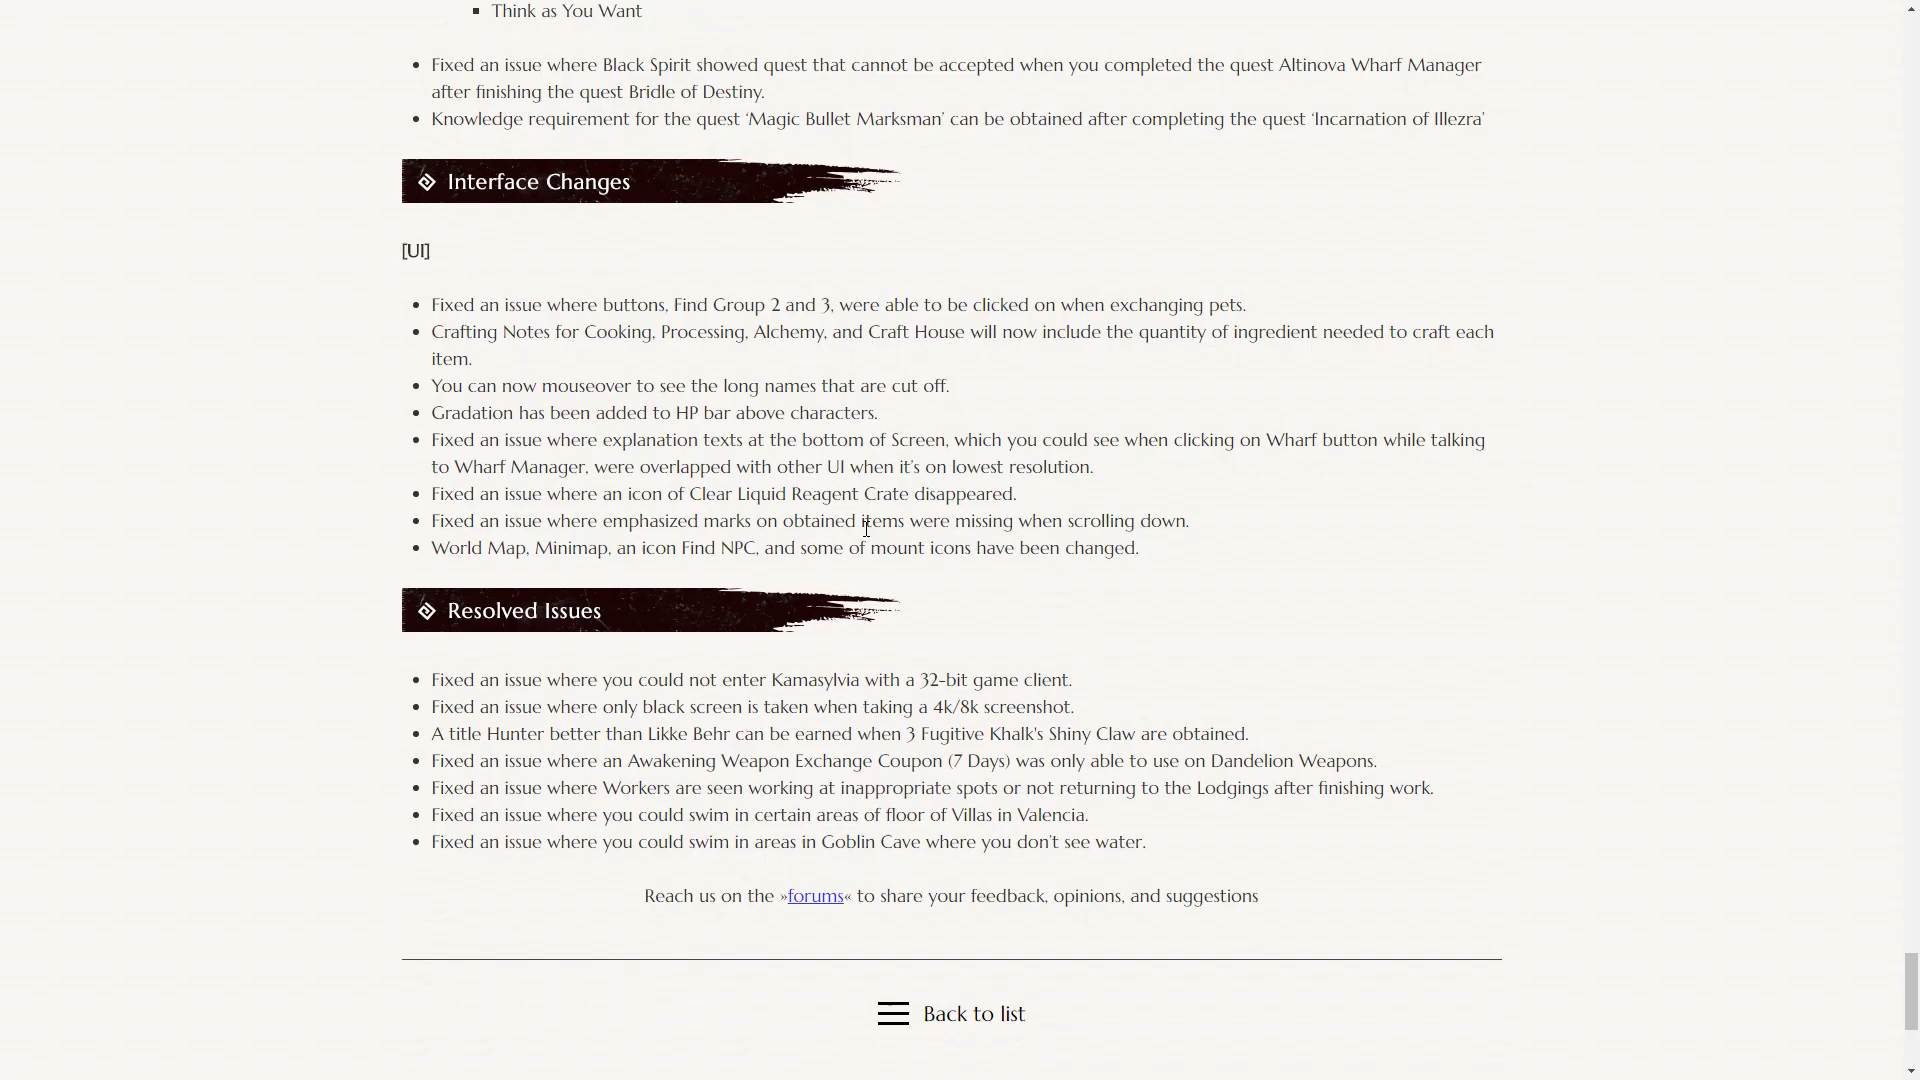 Think as You Want
Fixed an issue where Black Spirit showed quest that cannot be accepted when you completed the quest Altinova Wharf Manager
after finishing the quest Bridle of Destiny.
Knowledge requirement for the quest ‘Magic Bullet Marksman’ can be obtained after completing the quest ‘Incarnation of Illezra’
Interface Changes
[UI]
Fixed an issue where buttons, Find Group 2 and 3, were able to be clicked on when exchanging pets.
Crafting Notes for Cooking, Processing, Alchemy, and Craft House will now include the quantity of ingredient needed to craft each
item.
You can now mouseover to see the long names that are cut off.
Gradation has been added to HP bar above characters.
Fixed an issue where explanation texts at the bottom of Screen, which you could see when clicking on Wharf button while talking
to Wharf Manager, were overlapped with other UI when it’s on lowest resolution.
Fixed an issue where an icon of Clear Liquid Reagent Crate disappeared.
Fixed an issue where emphasized marks on obtained items were missing when scrolling down.
World Map, Minimap, an icon Find NPC, and some of mount icons have been changed.
Resolved Issues
Fixed an issue where you could not enter Kamasylvia with a 32-bit game client.
Fixed an issue where only black screen is taken when taking a 4k/8k screenshot.
A title Hunter better than Likke Behr can be earned when 3 Fugitive Khalk's Shiny Claw are obtained.
Fixed an issue where an Awakening Weapon Exchange Coupon (7 Days) was only able to use on Dandelion Weapons.
Fixed an issue where Workers are seen working at inappropriate spots or not returning to the Lodgings after finishing work.
Fixed an issue where you could swim in certain areas of floor of Villas in Valencia.
Fixed an issue where you could swim in areas in Goblin Cave where you don’t see water.
Reach us on the »forums« to share your feedback, opinions, and suggestions
Back to list